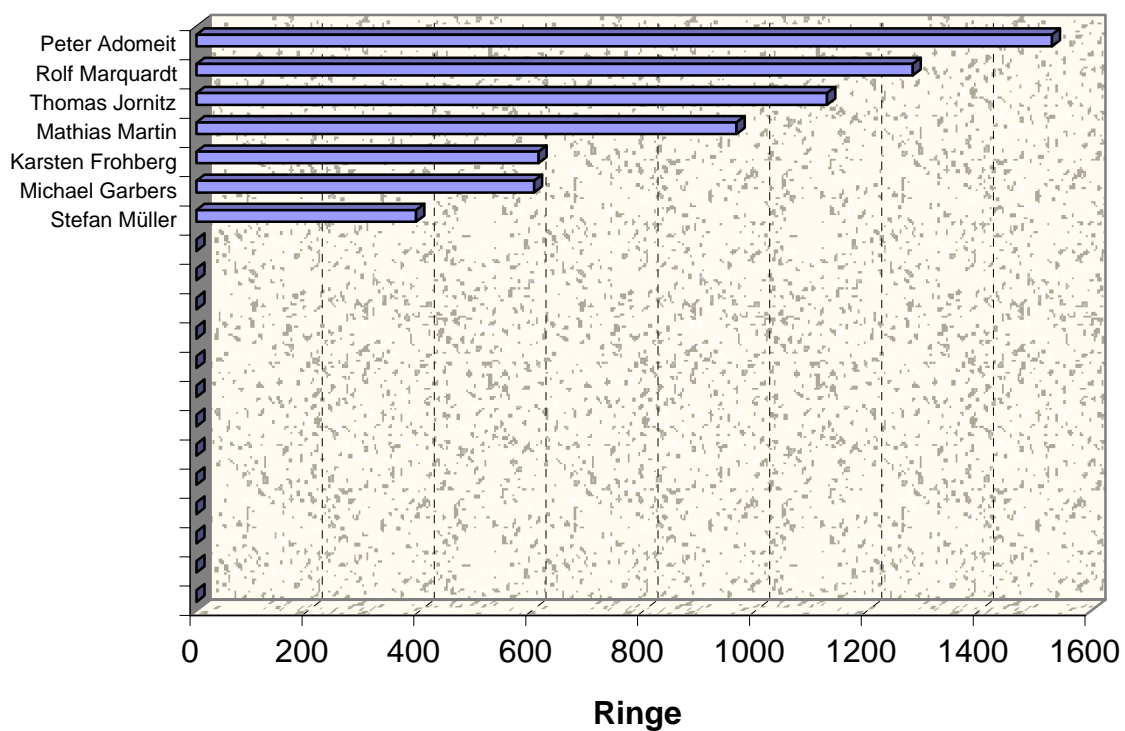 Peter Adomeit
Rolf Marquardt
Thomas Jornitz
Mathias Martin
Karsten Frohberg
Michael Garbers
Stefan Müller
0 200 400 600 800 1000 1200 1400 1600
Ringe